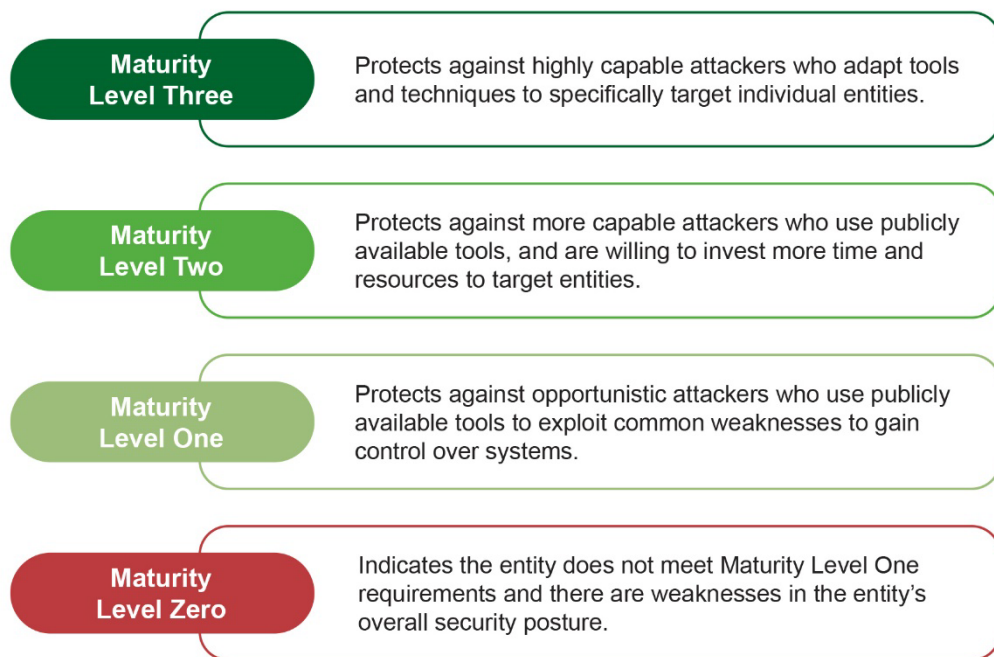 Maturity
Level Three
Protects against highly capable attackers who adapt tools
and techniques to specifically target individual entities.
Maturity
Level Two
Protects against more capable attackers who use publicly
available tools, and are willing to invest more time and
resources to target entities.
Maturity
Level One
Protects against opportunistic attackers who use publicly
available tools to exploit common weaknesses to gain
control over systems.
Maturity
Level Zero
Indicates the entity does not meet Maturity Level One
requirements and there are weaknesses in the entity’s
overall security posture.